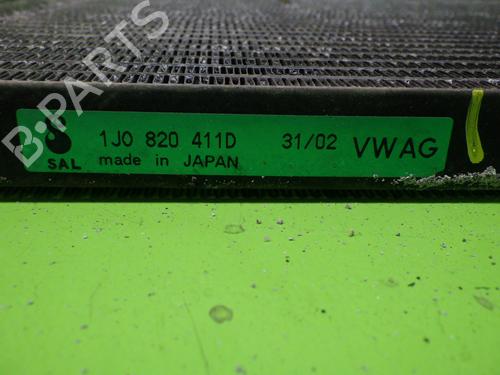 B-PARTS
1J0 820 411D 31/02 VWAG
SAL made in JAPAN